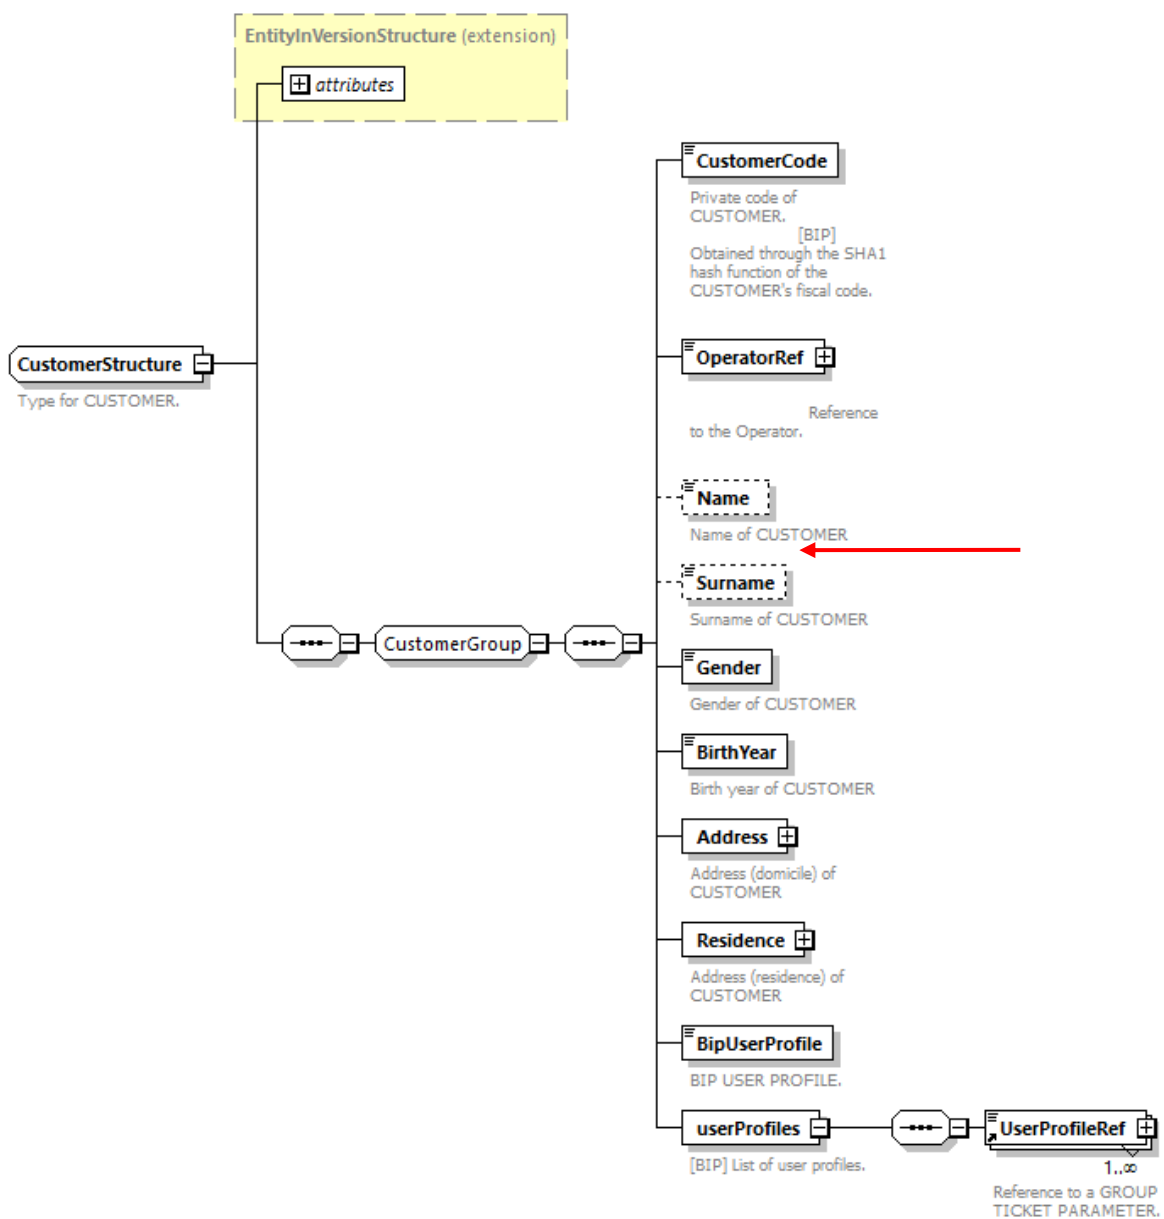 EntityInVersionStructure (extension)
attributes
CustomerStructure
Type for CUSTOMER.
CustomerGroup
CustomerCode
Private code of
CUSTOMER.
[BIP]
Obtained through the SHA1
hash function of the
CUSTOMER's fiscal code.
OperatorRef
Reference
to the Operator.
Name
Name of CUSTOMER
Surname
Surname of CUSTOMER
Gender
Gender of CUSTOMER
BirthYear
Birth year of CUSTOMER
Address
Address (domicile) of
CUSTOMER
Residence
Address (residence) of
CUSTOMER
BipUserProfile
BIP USER PROFILE.
userProfiles
[BIP] List of user profiles.
UserProfileRef
1..∞
Reference to a GROUP
TICKET PARAMETER.